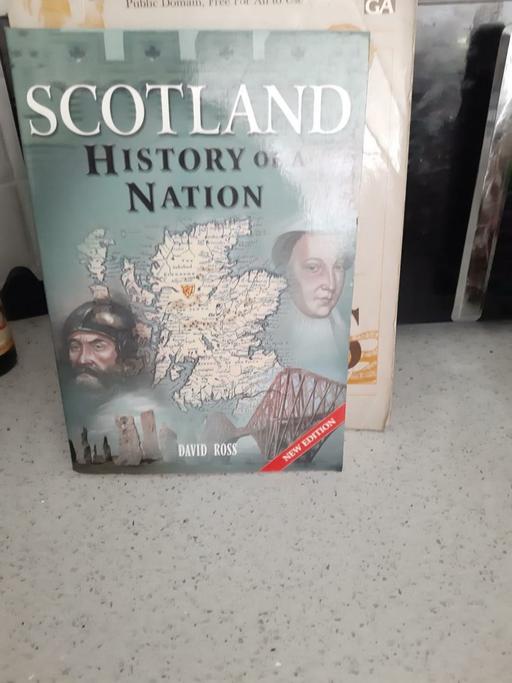 Public Domain, Free For All to Use
GA
SCOTLAND
HISTORY OF A
NATION
DAVID ROSS
NEW EDITION